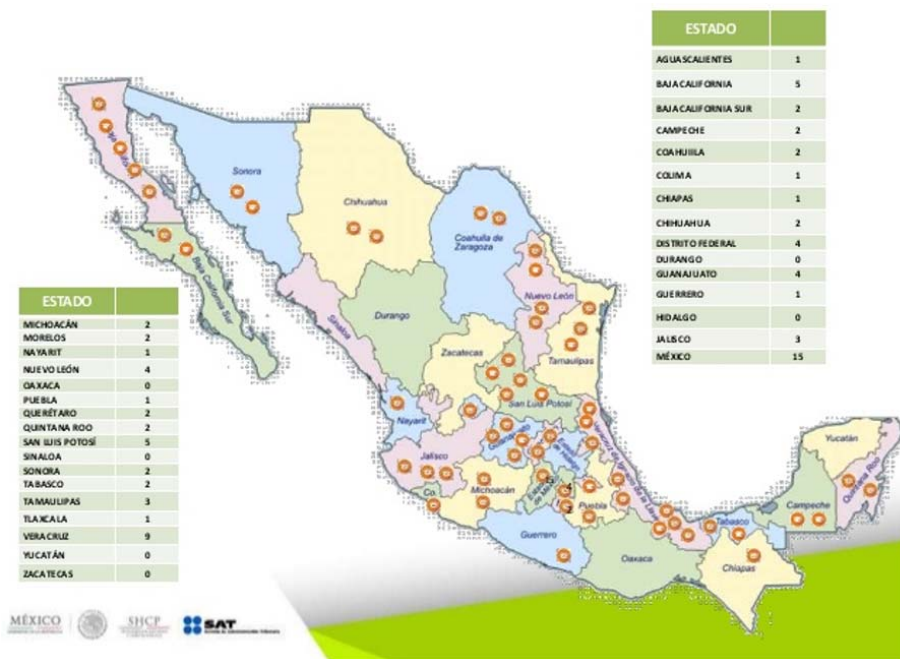 ESTADO
AGUASCALIENTES 1
BAJA CALIFORNIA 5
BAJA CALIFORNIA SUR 2
CAMPECHE 2
COAHUILA 2
COLIMA 1
CHIAPAS 1
CHIHUAHUA 2
DISTRITO FEDERAL 4
DURANGO 0
GUANAJUATO 4
GUERRERO 1
HIDALGO 0
JALISCO 3
MÉXICO 15
ESTADO
MICHOACÁN 2
MORELOS 2
NAYARIT 1
NUEVO LEÓN 4
OAXACA 0
PUEBLA 1
QUERÉTARO 2
QUINTANA ROO 2
SAN LUIS POTOSÍ 5
SINALOA 0
SONORA 2
TABASCO 2
TAMAULIPAS 3
TLAXCALA 1
VERACRUZ 9
YUCATÁN 0
ZACATECAS 0
Sonora
Chihuahua
Coahuila de
Zaragoza
Baja California Sur
Nuevo León
Sinaloa
Durango
Zacatecas
Tamaulipas
San Luis Potosí
Nayarit
Guanajuato
Jalisco
Co.
Michoacán
15
4
2
Puebla
Guerrero
Oaxaca
Tabasco
Chiapas
Campeche
Yucatán
Quintana Roo
MÉXICO
SHCP
SAT